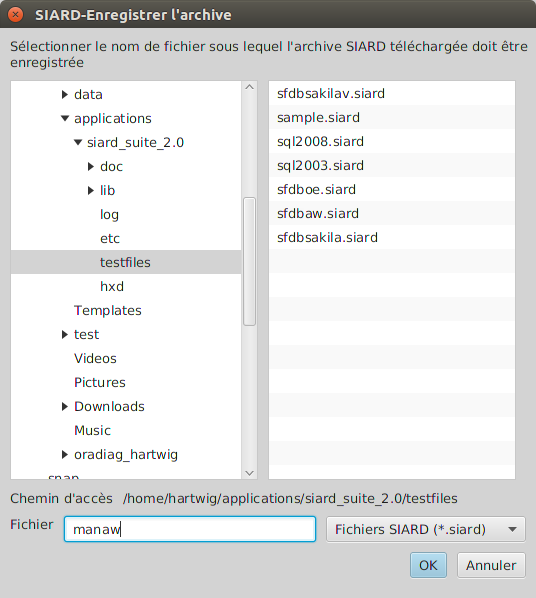 SIARD-Enregistrer l'archive
Sélectionner le nom de fichier sous lequel l'archive SIARD téléchargée doit être
enregistrée
data
applications
siard_suite_2.0
doc
lib
log
etc
testfiles
hxd
Templates
test
Videos
Pictures
Downloads
Music
oradiag_hartwig
snap
sfdbsakilav.siard
sample.siard
sql2008.siard
sql2003.siard
sfdboe.siard
sfdbaw.siard
sfdbsakila.siard
Chemin d'accès /home/hartwig/applications/siard_suite_2.0/testfiles
Fichier manaw Fichiers SIARD (*.siard)
OK Annuler